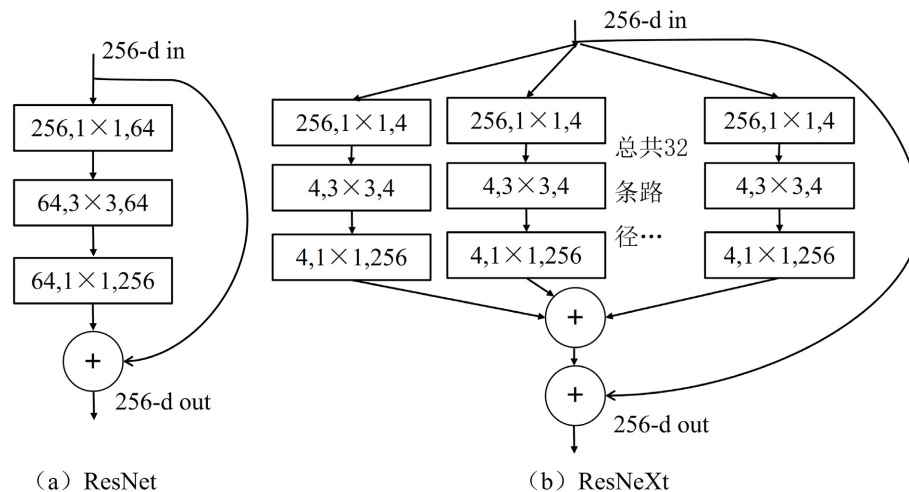 256-d in
256,1×1,64
64,3×3,64
64,1×1,256
+
256-d out
(a) ResNet
256-d in
256,1×1,4
256,1×1,4
256,1×1,4
4,3×3,4
4,3×3,4
4,3×3,4
4,1×1,256
4,1×1,256
4,1×1,256
总共32
条路
径…
+
+
256-d out
(b) ResNeXt